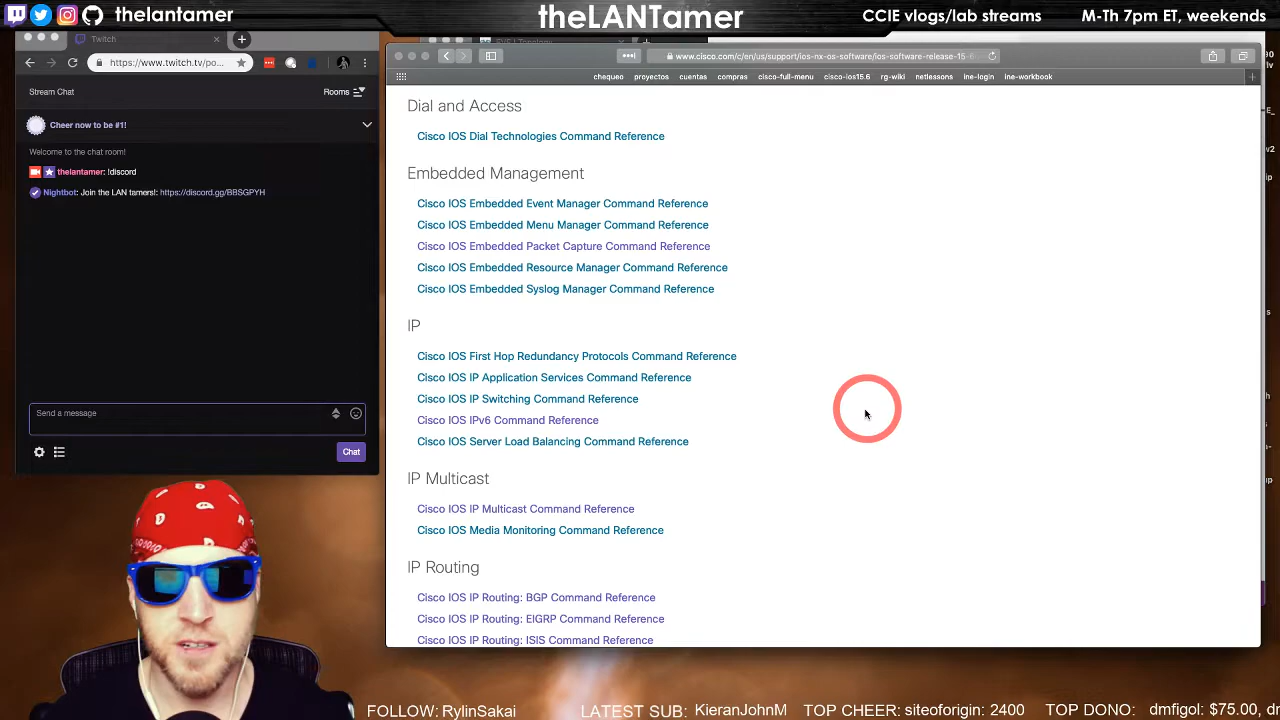 thelantamer
theLANTamer
CCIE vlogs/lab streams
M-Th 7pm ET, weekends
Twitch
https://www.twitch.tv/po...
Stream Chat
Rooms
Cheer now to be #1!
Welcome to the chat room!
thelantamer: !discord
Nightbot: Join the LAN tamers!: https://discord.gg/BBSGPYH
Send a message
Chat
www.cisco.com/c/en/us/support/ios-nx-os-software/ios-software-release-15-6
chequeo
proyectos
cuentas
compras
cisco-full-menu
cisco-ios15.6
rg-wiki
netlessons
ine-login
ine-workbook
Dial and Access
Cisco IOS Dial Technologies Command Reference
Embedded Management
Cisco IOS Embedded Event Manager Command Reference
Cisco IOS Embedded Menu Manager Command Reference
Cisco IOS Embedded Packet Capture Command Reference
Cisco IOS Embedded Resource Manager Command Reference
Cisco IOS Embedded Syslog Manager Command Reference
IP
Cisco IOS First Hop Redundancy Protocols Command Reference
Cisco IOS IP Application Services Command Reference
Cisco IOS IP Switching Command Reference
Cisco IOS IPv6 Command Reference
Cisco IOS Server Load Balancing Command Reference
IP Multicast
Cisco IOS IP Multicast Command Reference
Cisco IOS Media Monitoring Command Reference
IP Routing
Cisco IOS IP Routing: BGP Command Reference
Cisco IOS IP Routing: EIGRP Command Reference
Cisco IOS IP Routing: ISIS Command Reference
FOLLOW: RylinSakai
LATEST SUB: KieranJohnM
TOP CHEER: siteoforigin: 2400
TOP DONO: dmfigol: $75.00, dr